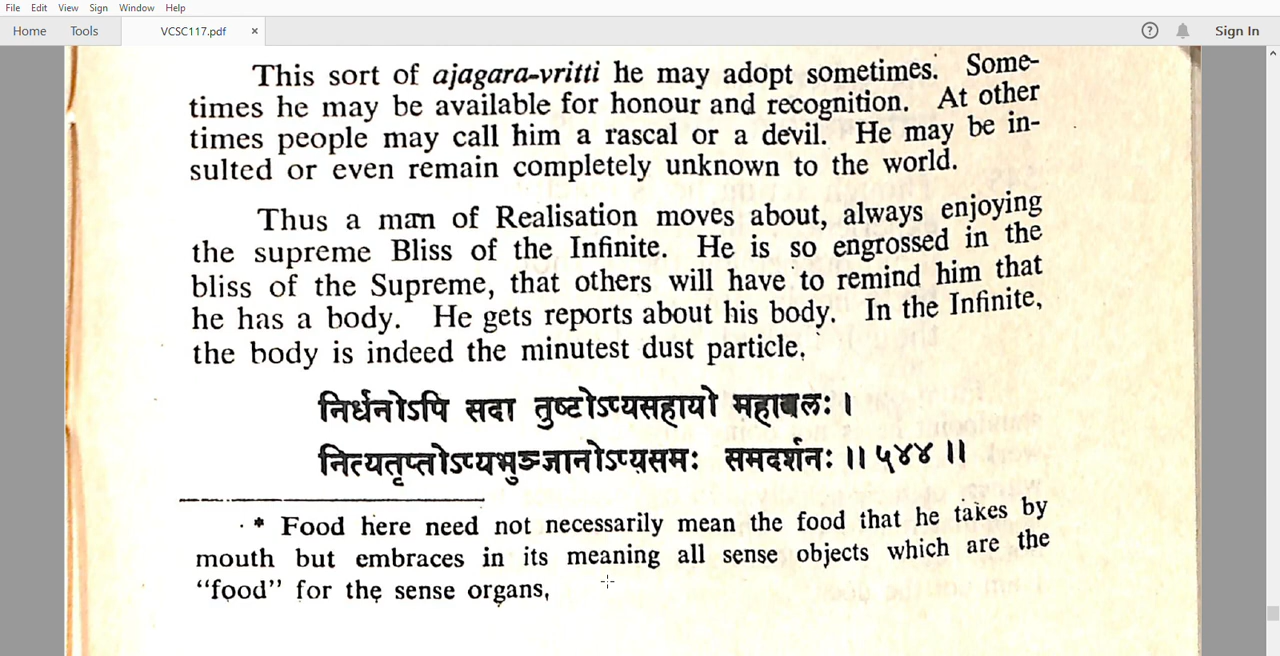 File Edit View Sign Window Help
Home Tools VCSC117.pdf × Sign In
This sort of ajagara-vritti he may adopt sometimes. Some-
times he may be available for honour and recognition. At other
times people may call him a rascal or a devil. He may be in-
sulted or even remain completely unknown to the world.
Thus a man of Realisation moves about, always enjoying
the supreme Bliss of the Infinite. He is so engrossed in the
bliss of the Supreme, that others will have to remind him that
he has a body. He gets reports about his body. In the Infinite,
the body is indeed the minutest dust particle.
निर्धनोऽपि सदा तुष्टोऽप्यसहायो महाबलः ।
नित्यतृप्तोऽप्यभुञ्जानोऽप्यसमः समदर्शनः ॥ ५४४ ॥
* Food here need not necessarily mean the food that he takes by
mouth but embraces in its meaning all sense objects which are the
“food” for the sense organs,